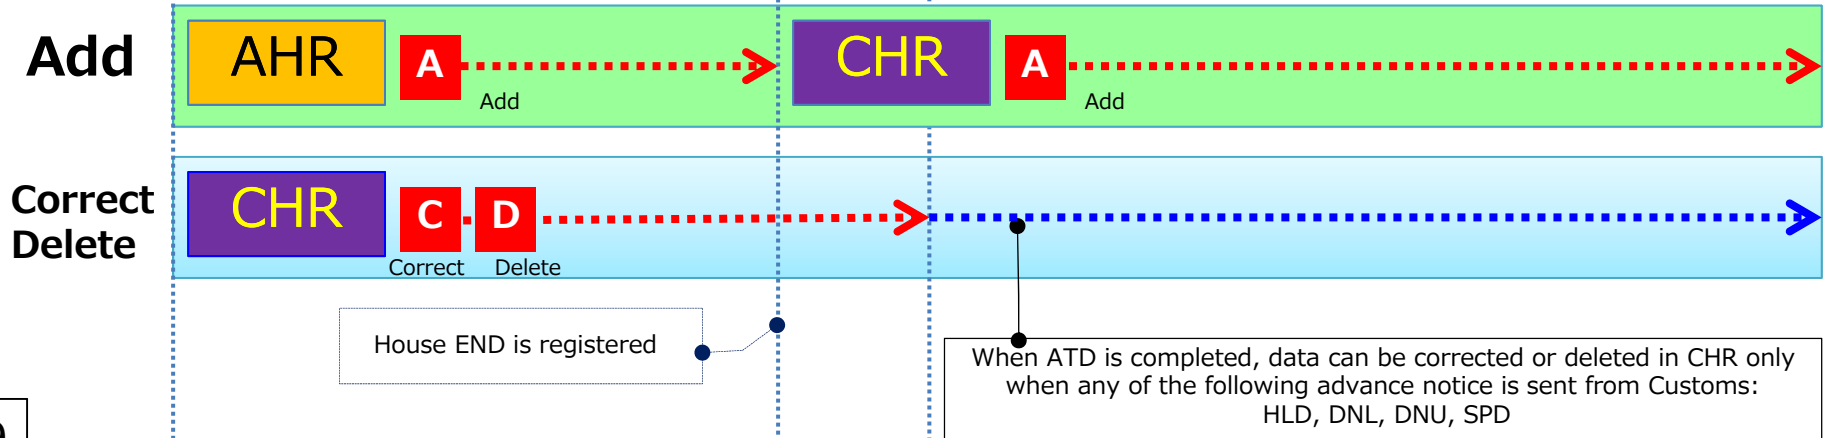 Add
AHR
A
Add
CHR
A
Add
Correct
Delete
CHR
C
D
Correct
Delete
House END is registered
When ATD is completed, data can be corrected or deleted in CHR only
when any of the following advance notice is sent from Customs:
HLD, DNL, DNU, SPD